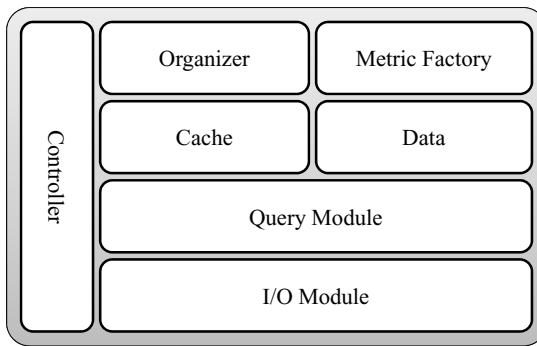 Controller
Organizer
Metric Factory
Cache
Data
Query Module
I/O Module